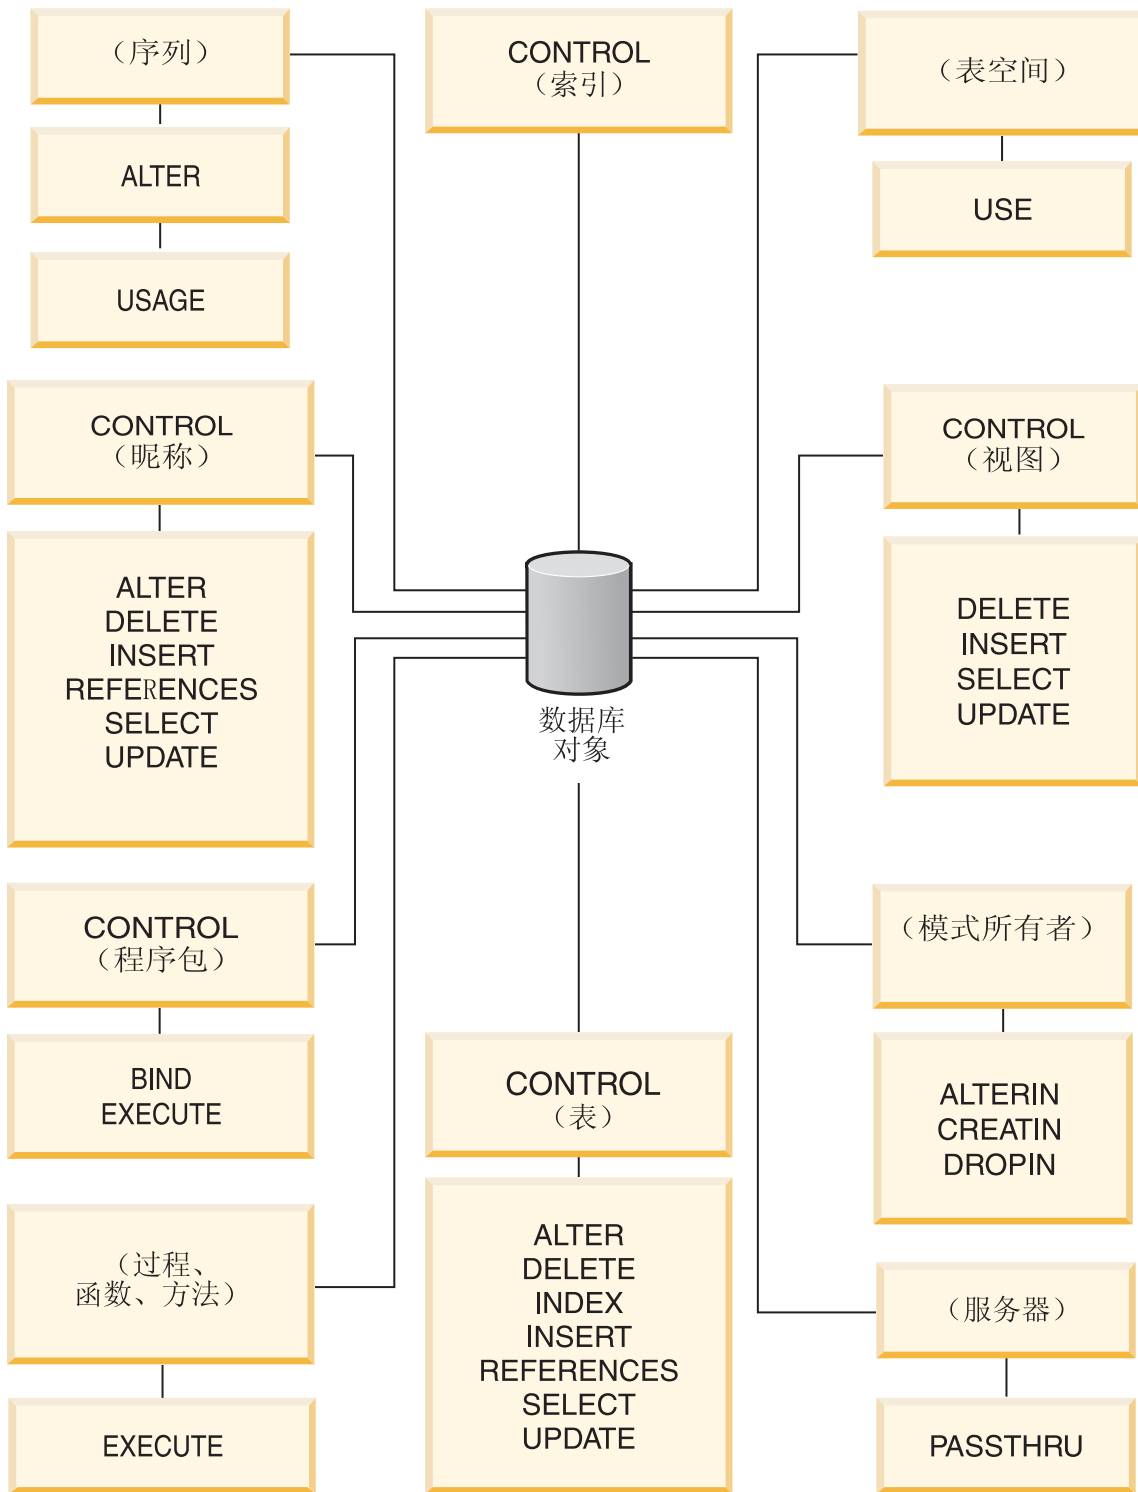 （序列）
ALTER
USAGE
CONTROL
（索引）
（表空间）
USE
CONTROL
（昵称）
ALTER
DELETE
INSERT
REFERENCES
SELECT
UPDATE
CONTROL
（视图）
DELETE
INSERT
SELECT
UPDATE
数据库
对象
CONTROL
（程序包）
BIND
EXECUTE
（模式所有者）
ALTERIN
CREATIN
DROPIN
CONTROL
（表）
ALTER
DELETE
INDEX
INSERT
REFERENCES
SELECT
UPDATE
（过程、
函数、方法）
EXECUTE
（服务器）
PASSTHRU